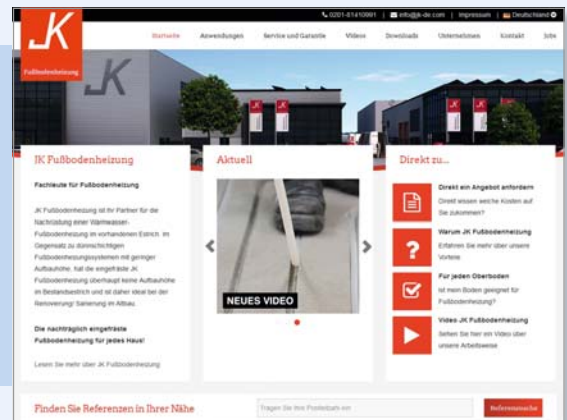 0201-81410991 | info@jk-de.com | Impressum | Deutschland
JK
Fußbodenheizung
Startseite Anwendungen Service und Garantie Videos Downloads Unternehmen Kontakt Jobs
JK
JK JK
JK JK
JK Fußbodenheizung
Fachleute für Fußbodenheizung
JK Fußbodenheizung ist Ihr Partner für die
Nachrüstung einer Warmwasser-
Fußbodenheizung im vorhandenen Estrich. Im
Gegensatz zu dünnschichtigen
Fußbodenheizungssystemen mit geringer
Aufbauhöhe, hat die eingefräste JK
Fußbodenheizung überhaupt keine Aufbauhöhe
im Bestandsestrich und ist daher ideal bei der
Renovierung/ Sanierung im Altbau.
Die nachträglich eingefräste
Fußbodenheizung für jedes Haus!
Lesen Sie mehr über JK Fußbodenheizung
Aktuell
NEUES VIDEO
Direkt zu...
Direkt ein Angebot anfordern
Direkt wissen welche Kosten auf
Sie zukommen?
Warum JK Fußbodenheizung
Erfahren Sie mehr über unsere
Vorteile
Für jeden Oberboden
Ist mein Boden geeignet für
Fußbodenheizung?
Video JK Fußbodenheizung
Sehen Sie hier ein Video über
unsere Arbeitsweise
Finden Sie Referenzen in Ihrer Nähe
Tragen Sie Ihre Postleitzahl ein
Referenzsuche